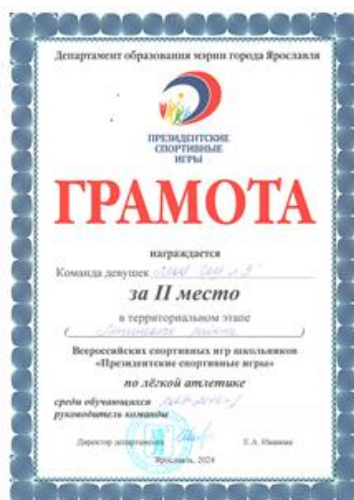 Департамент образования мэрии города Ярославля
ПРЕЗИДЕНТСКИЕ
СПОРТИВНЫЕ
ИГРЫ
ГРАМОТА
награждается
Команда девушек
за II место
в территориальном этапе
( района )
Всероссийских спортивных игр школьников
«Президентские спортивные игры»
по лёгкой атлетике
среди обучающихся
руководитель команды
Директор департамента Е.А. Иванова
Ярославль, 2024